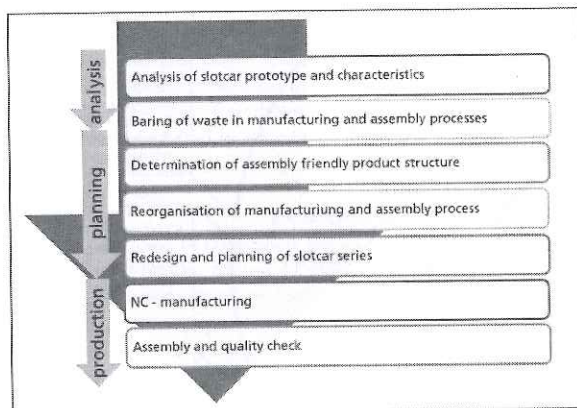 analysis
Analysis of slotcar prototype and characteristics
Baring of waste in manufacturing and assembly processes
planning
Determination of assembly friendly product structure
Reorganisation of manufacturiung and assembly process
Redesign and planning of slotcar series
production
NC - manufacturing
Assembly and quality check